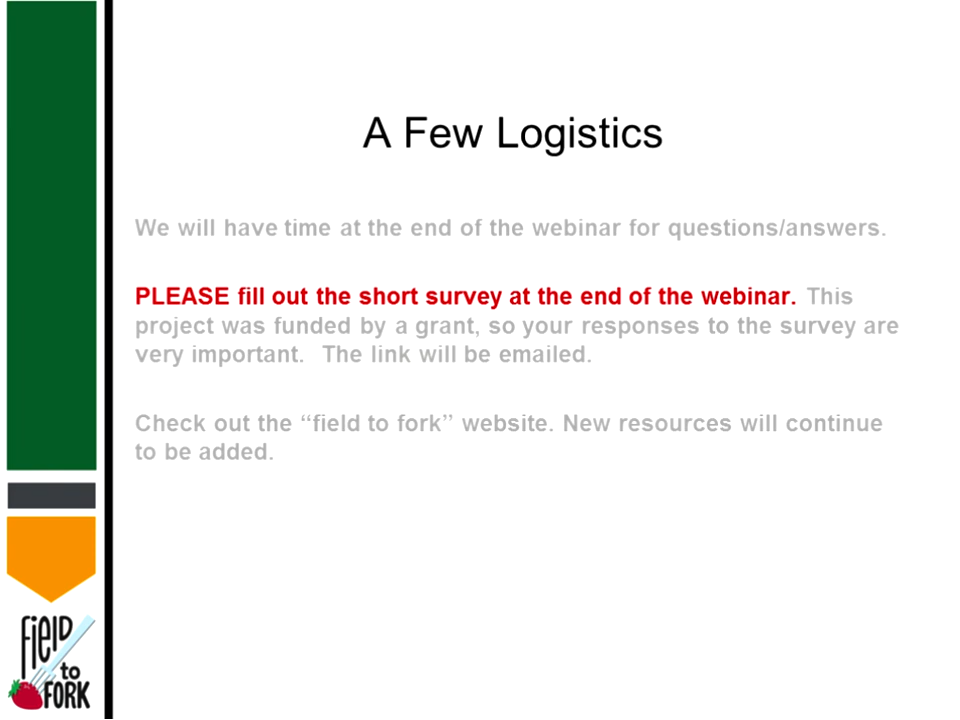 A Few Logistics
We will have time at the end of the webinar for questions/answers.
PLEASE fill out the short survey at the end of the webinar. This
project was funded by a grant, so your responses to the survey are
very important.  The link will be emailed.
Check out the “field to fork” website. New resources will continue
to be added.
FiElD
to
FORK